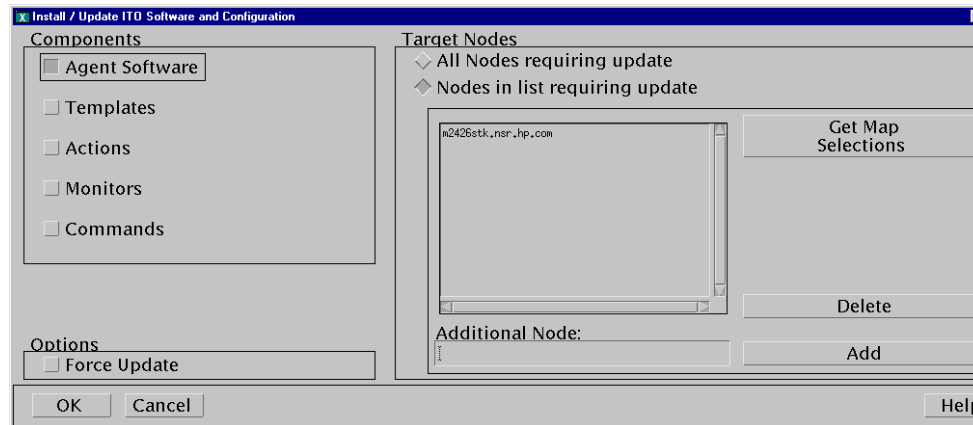 Install / Update ITO Software and Configuration
Components
Agent Software
Templates
Actions
Monitors
Commands
Options
Force Update
Target Nodes
All Nodes requiring update
Nodes in list requiring update
m2426stk.nsr.hp.com
Get Map
Selections
Delete
Additional Node:
Add
OK
Cancel
Help